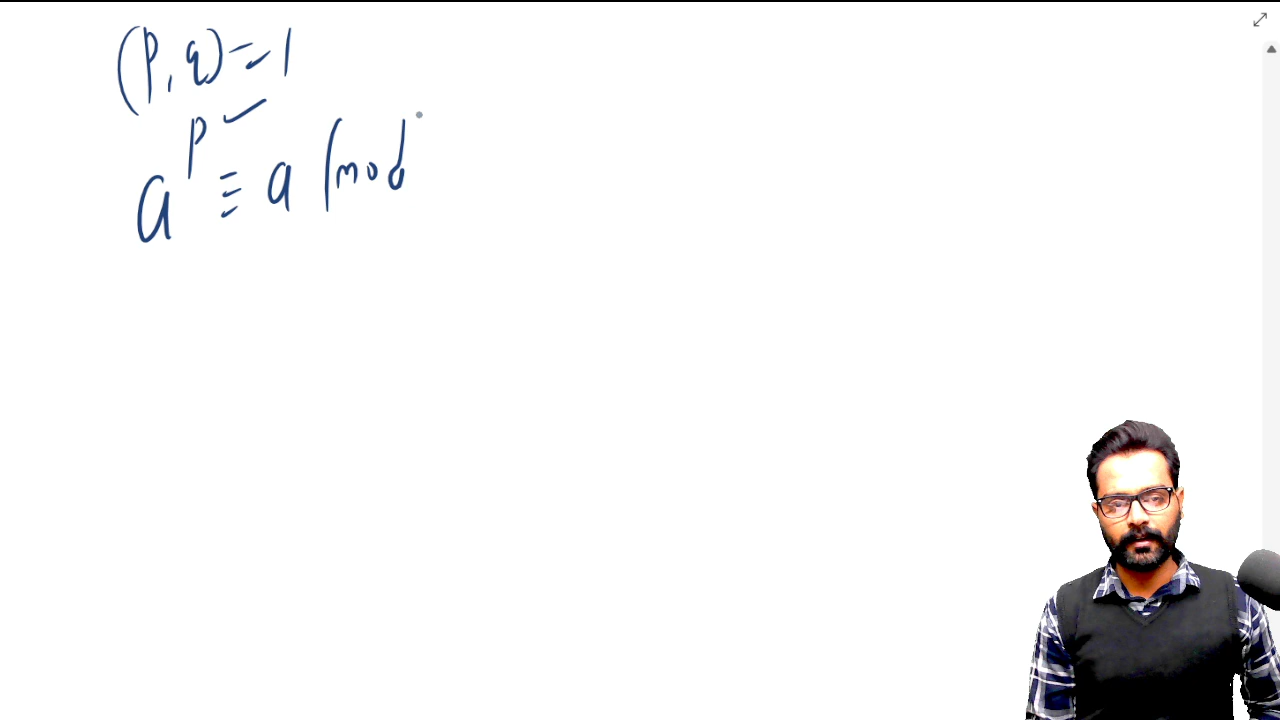 (p, q) = 1
a^p ≡ a (mod